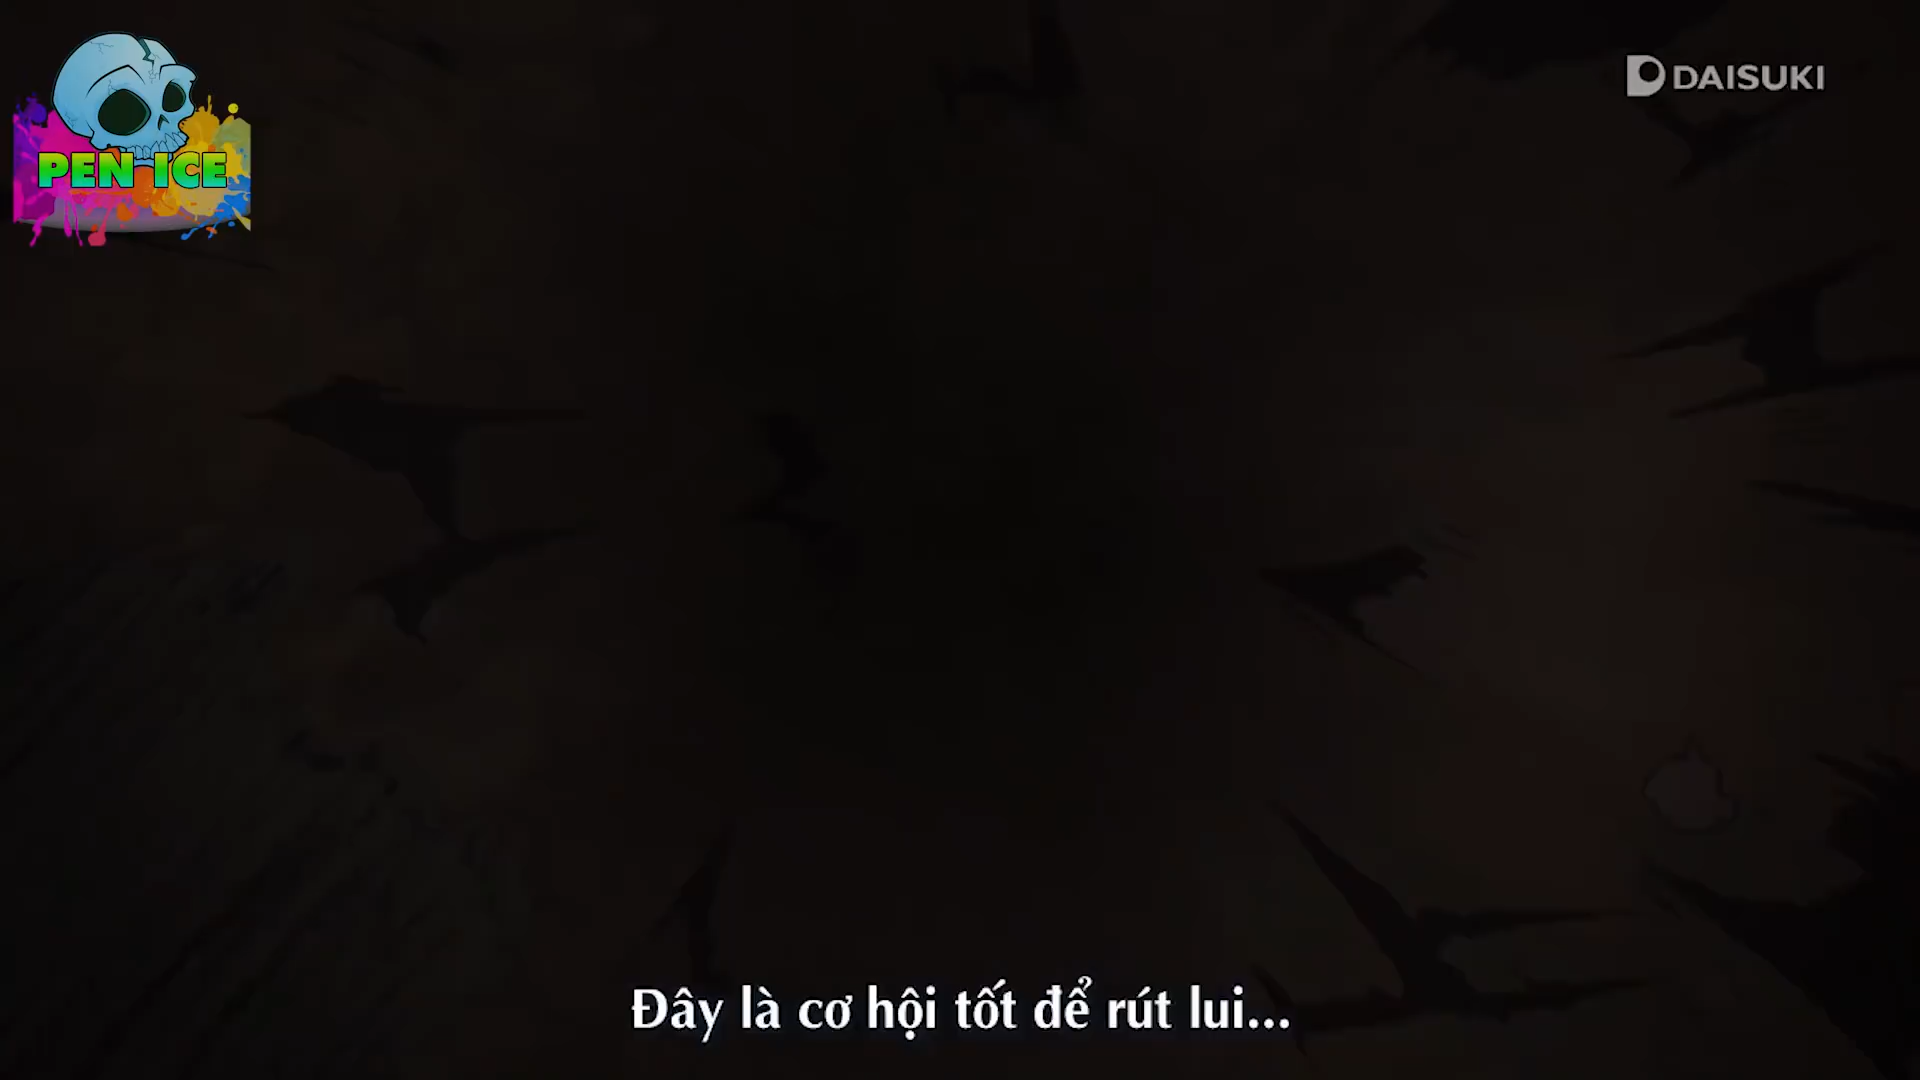 DAISUKI
PEN ICE
Đây là cơ hội tốt để rút lui...